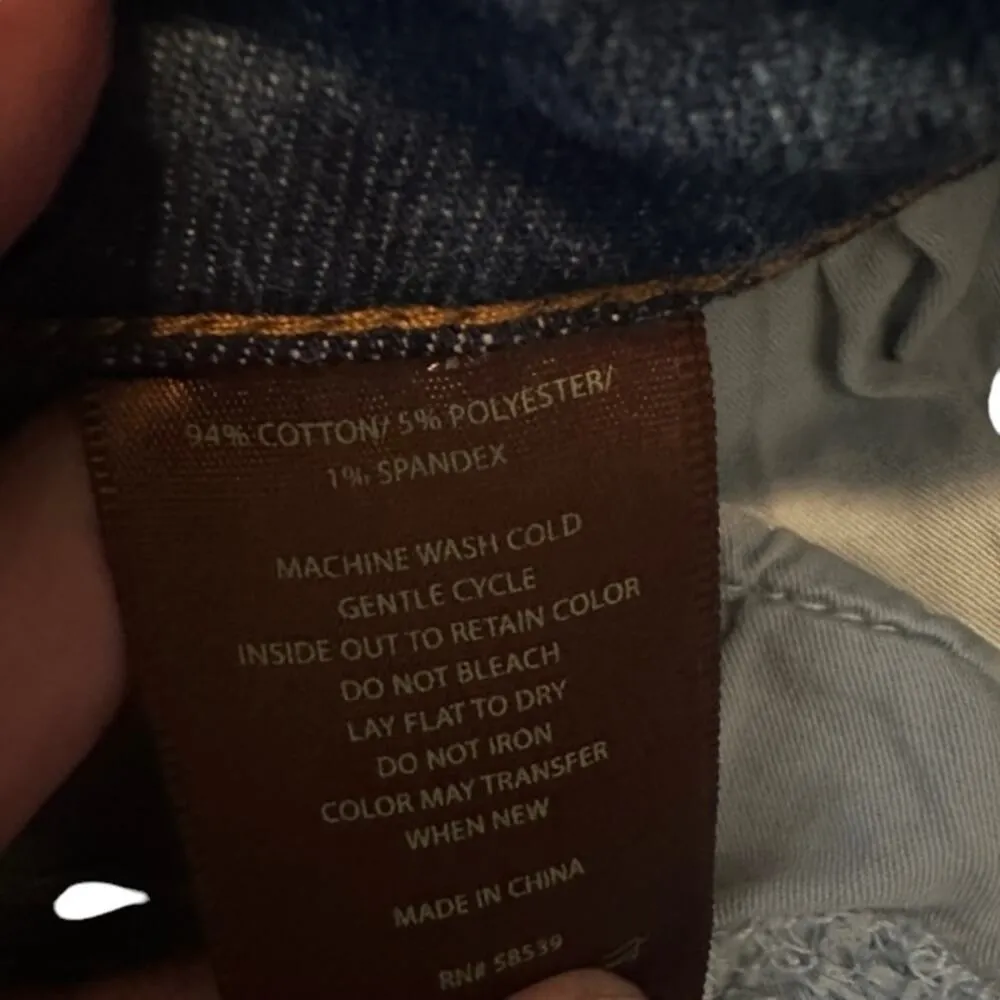 94% COTTON/ 5% POLYESTER/
1% SPANDEX
MACHINE WASH COLD
GENTLE CYCLE
INSIDE OUT TO RETAIN COLOR
DO NOT BLEACH
LAY FLAT TO DRY
DO NOT IRON
COLOR MAY TRANSFER
WHEN NEW
MADE IN CHINA
RN# 58539